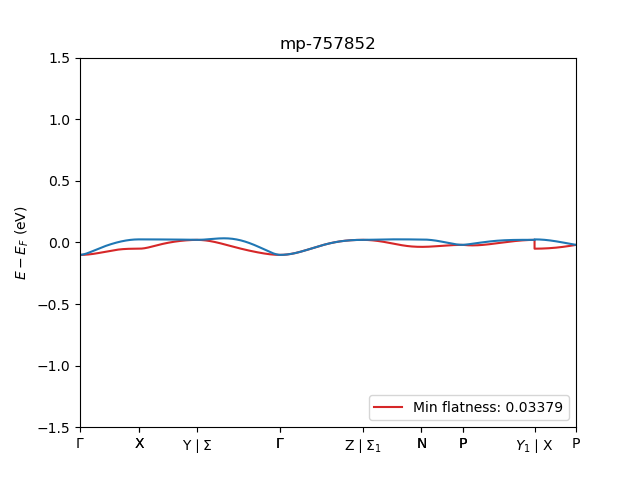 mp-757852
1.5
1.0
0.5
0.0
−0.5
−1.0
−1.5
E − E_F (eV)
Min flatness: 0.03379
Γ X Y | Σ Γ Z | Σ₁ N P Y₁ | X P